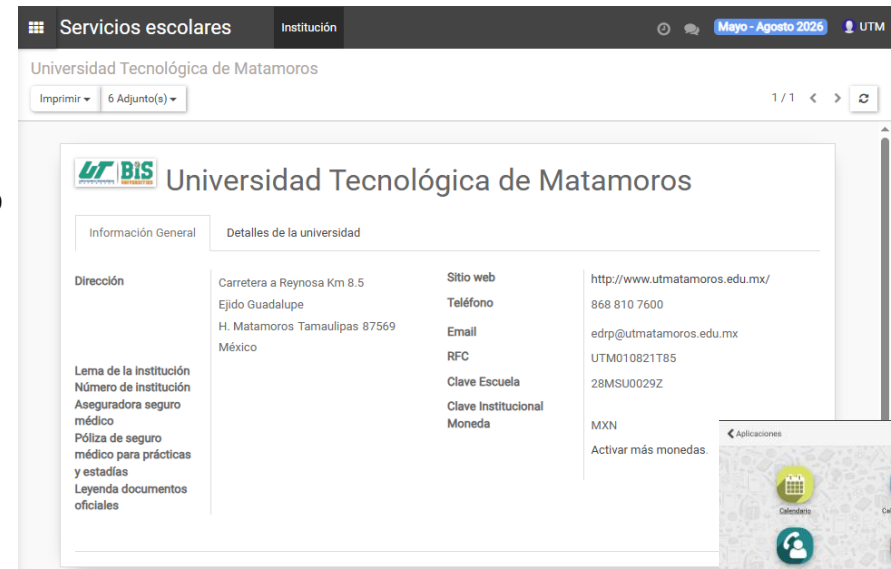 Servicios escolares
Institución
Mayo - Agosto 2026
UTM
Universidad Tecnológica de Matamoros
Imprimir
6 Adjunto(s)
1 / 1
UT BIS
Universidad Tecnológica de Matamoros
Información General
Detalles de la universidad
Dirección
Carretera a Reynosa Km 8.5
Ejido Guadalupe
H. Matamoros Tamaulipas 87569
México
Lema de la institución
Número de institución
Aseguradora seguro
médico
Póliza de seguro
médico para prácticas
y estadías
Leyenda documentos
oficiales
Sitio web
http://www.utmatamoros.edu.mx/
Teléfono
868 810 7600
Email
edrp@utmatamoros.edu.mx
RFC
UTM010821T85
Clave Escuela
28MSU0029Z
Clave Institucional
Moneda
MXN
Activar más monedas.
Aplicaciones
Calendario